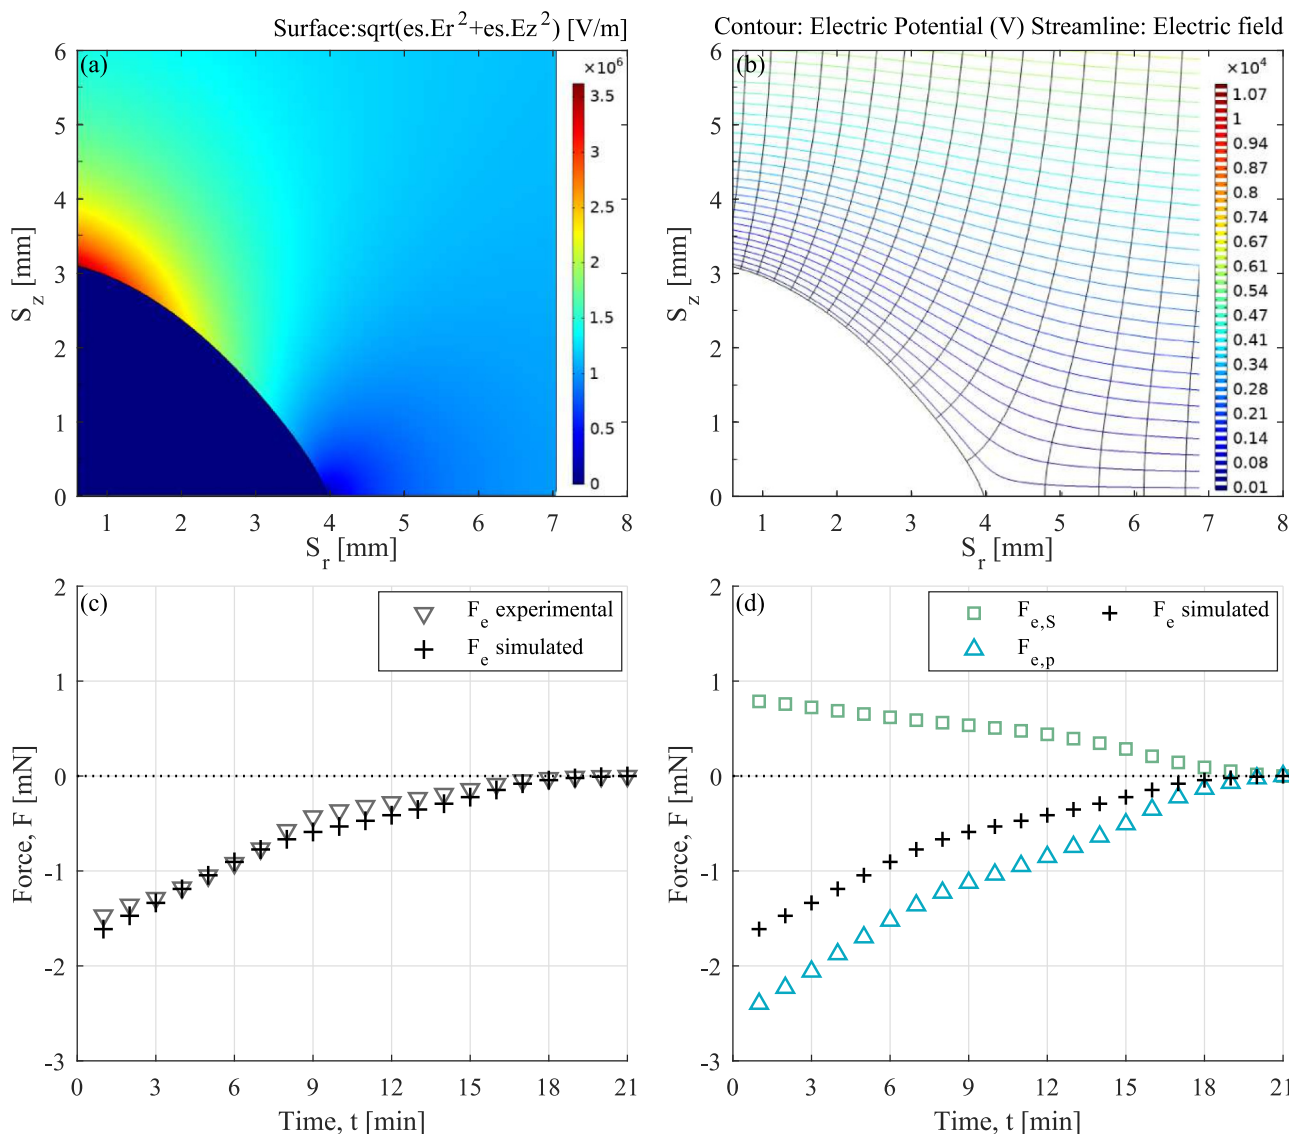 Surface:sqrt(es.Er²+es.Ez²) [V/m]
(a)
×10⁶
3.5
3
2.5
2
1.5
1
0.5
0
6
5
4
3
2
1
0
S_z [mm]
1 2 3 4 5 6 7 8
S_r [mm]
Contour: Electric Potential (V) Streamline: Electric field
(b)
×10⁴
1.07
1
0.94
0.87
0.8
0.74
0.67
0.61
0.54
0.47
0.41
0.34
0.28
0.21
0.14
0.08
0.01
6
5
4
3
2
1
0
S_z [mm]
1 2 3 4 5 6 7 8
S_r [mm]
(c)
F_e experimental
F_e simulated
2
1
0
-1
-2
-3
Force, F [mN]
0 3 6 9 12 15 18 21
Time, t [min]
(d)
F_e,S
F_e simulated
F_e,p
2
1
0
-1
-2
-3
Force, F [mN]
0 3 6 9 12 15 18 21
Time, t [min]